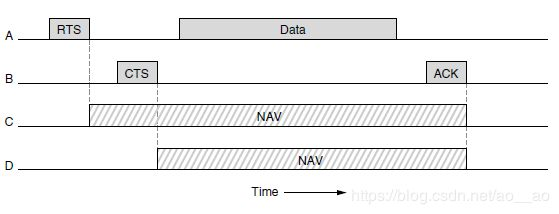 A RTS Data
B CTS ACK
C NAV
D NAV
Time
https://blog.csdn.net/ao__ao